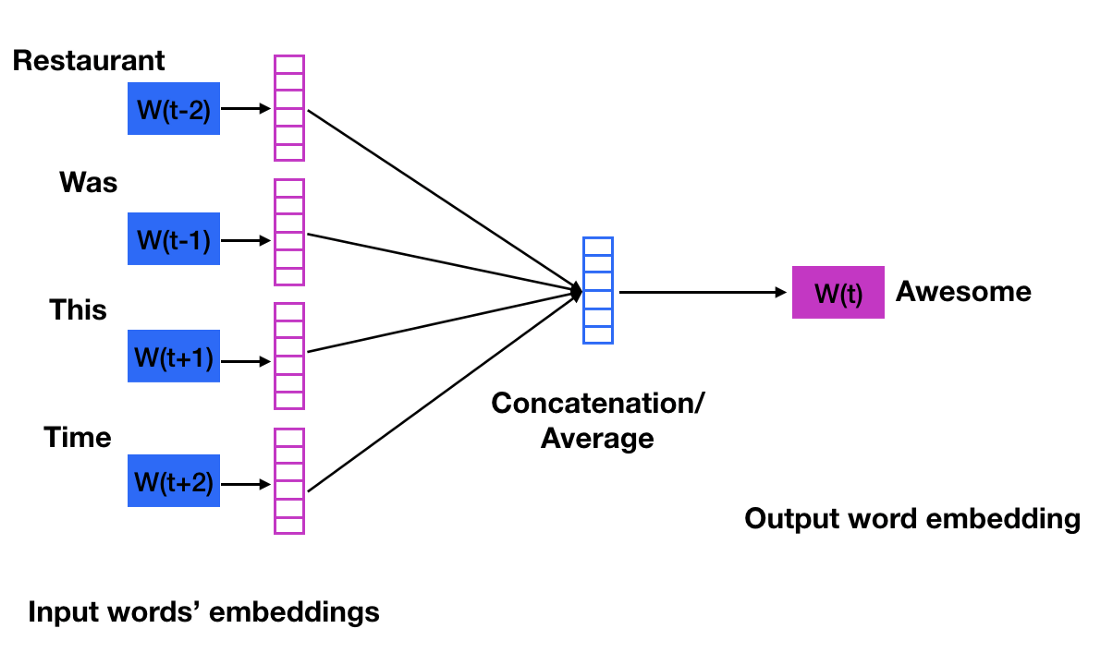 Restaurant
W(t-2)
Was
W(t-1)
This
W(t+1)
Time
W(t+2)
Concatenation/
Average
W(t) Awesome
Output word embedding
Input words’ embeddings